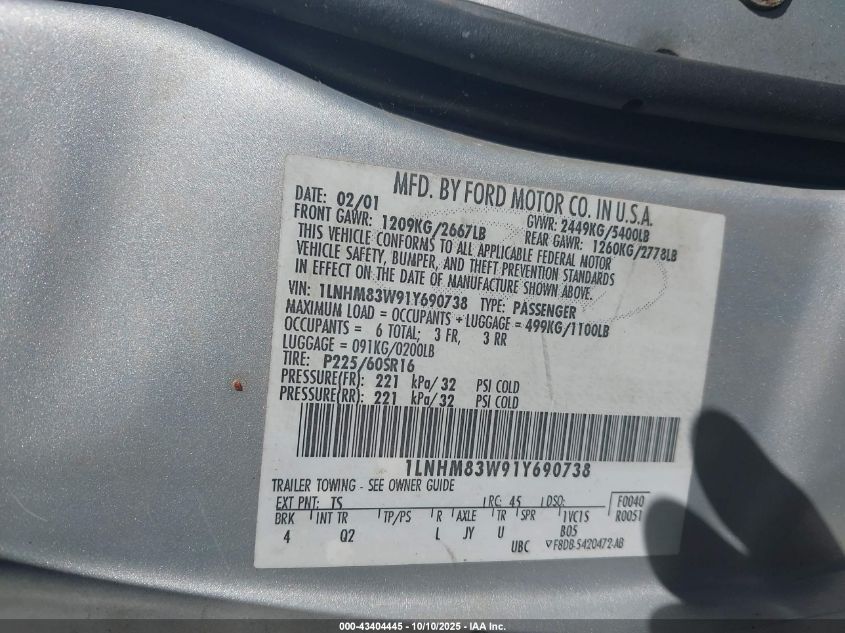 MFD. BY FORD MOTOR CO. IN U.S.A.
DATE: 02/01 GVWR: 2449KG/5400LB
FRONT GAWR: 1209KG/2667LB REAR GAWR: 1260KG/2778LB
THIS VEHICLE CONFORMS TO ALL APPLICABLE FEDERAL MOTOR
VEHICLE SAFETY, BUMPER, AND THEFT PREVENTION STANDARDS
IN EFFECT ON THE DATE OF MANUFACTURE SHOWN ABOVE.
VIN: 1LNHM83W91Y690738 TYPE: PASSENGER
MAXIMUM LOAD = OCCUPANTS + LUGGAGE = 499KG/1100LB
OCCUPANTS = 6 TOTAL; 3 FR, 3 RR
LUGGAGE = 091KG/0200LB
TIRE: P225/60SR16
PRESSURE(FR): 221 kPa/32 PSI COLD
PRESSURE(RR): 221 kPa/32 PSI COLD
1LNHM83W91Y690738
TRAILER TOWING - SEE OWNER GUIDE
EXT PNT: TS RC: 45 DSO: F0040
BRK INT TR TP/PS R AXLE TR SPR 1VC1S R0051
4 Q2 L JY U B05
UBC F8DB-5420472-AB
000-43404445 - 10/10/2025 - IAA Inc.